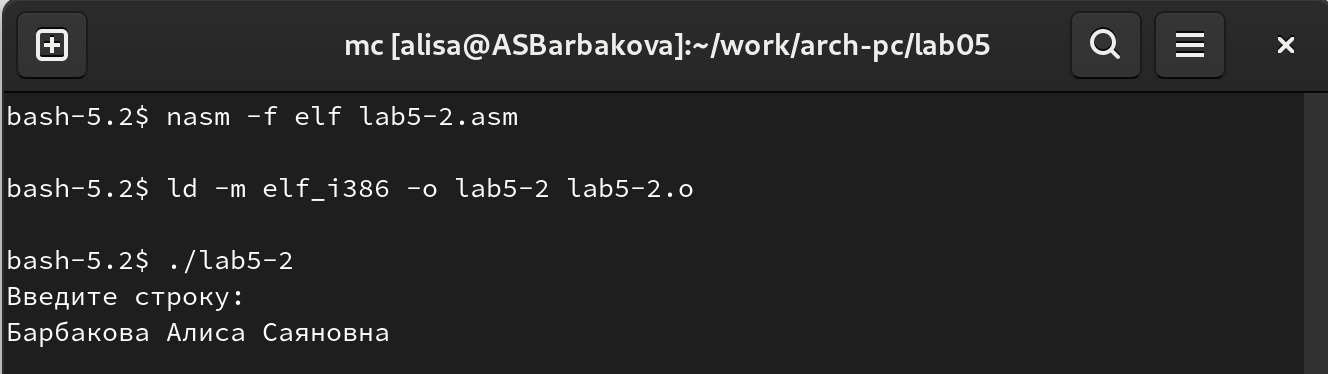 mc [alisa@ASBarbakova]:~/work/arch-pc/lab05
bash-5.2$ nasm -f elf lab5-2.asm
bash-5.2$ ld -m elf_i386 -o lab5-2 lab5-2.o
bash-5.2$ ./lab5-2
Введите строку:
Барбакова Алиса Саяновна